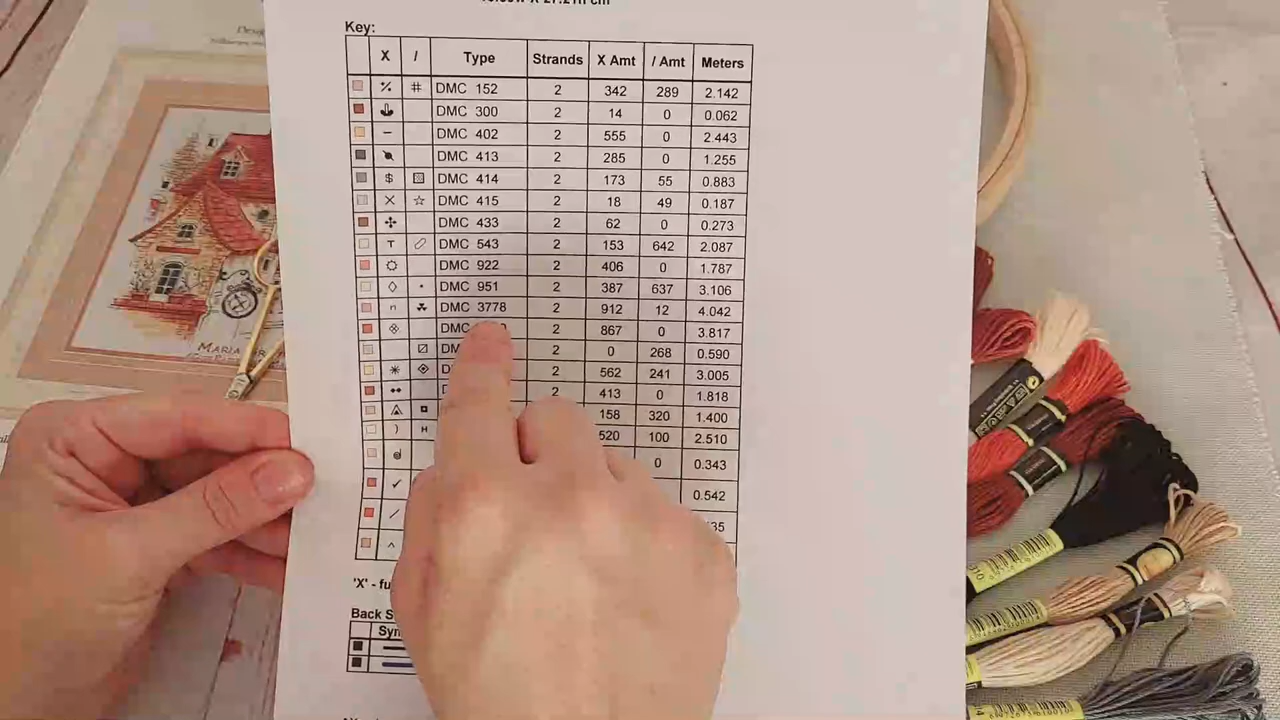 Key:
X / Type Strands X Amt / Amt Meters
DMC 152 2 342 289 2.142
DMC 300 2 14 0 0.062
DMC 402 2 555 0 2.443
DMC 413 2 285 0 1.255
$ DMC 414 2 173 55 0.883
DMC 415 2 18 49 0.187
DMC 433 2 62 0 0.273
T DMC 543 2 153 642 2.087
DMC 922 2 406 0 1.787
DMC 951 2 387 637 3.106
n DMC 3778 2 912 12 4.042
DMC 2 867 0 3.817
2 0 268 0.590
2 562 241 3.005
2 413 0 1.818
158 320 1.400
) H 520 100 2.510
0 0.343
0.542
35
'X' - fu
Back S
Sym
MARIA